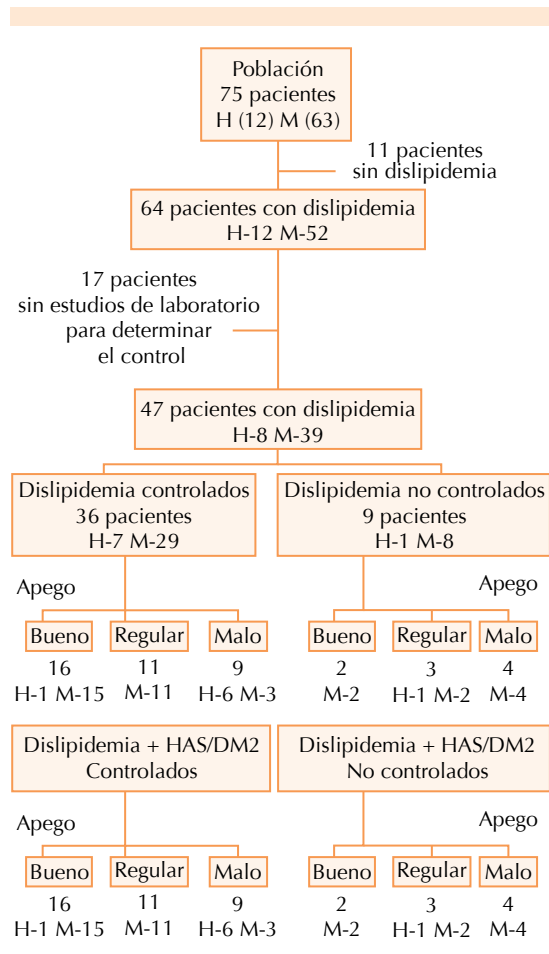 Población
75 pacientes
H (12) M (63)
11 pacientes
sin dislipidemia
64 pacientes con dislipidemia
H-12 M-52
17 pacientes
sin estudios de laboratorio
para determinar
el control
47 pacientes con dislipidemia
H-8 M-39
Dislipidemia controlados
36 pacientes
H-7 M-29
Dislipidemia no controlados
9 pacientes
H-1 M-8
Apego
Bueno
Regular
Malo
16
H-1 M-15
11
M-11
9
H-6 M-3
Apego
Bueno
Regular
Malo
2
M-2
3
H-1 M-2
4
M-4
Dislipidemia + HAS/DM2
Controlados
Dislipidemia + HAS/DM2
No controlados
Apego
Bueno
Regular
Malo
16
H-1 M-15
11
M-11
9
H-6 M-3
Apego
Bueno
Regular
Malo
2
M-2
3
H-1 M-2
4
M-4